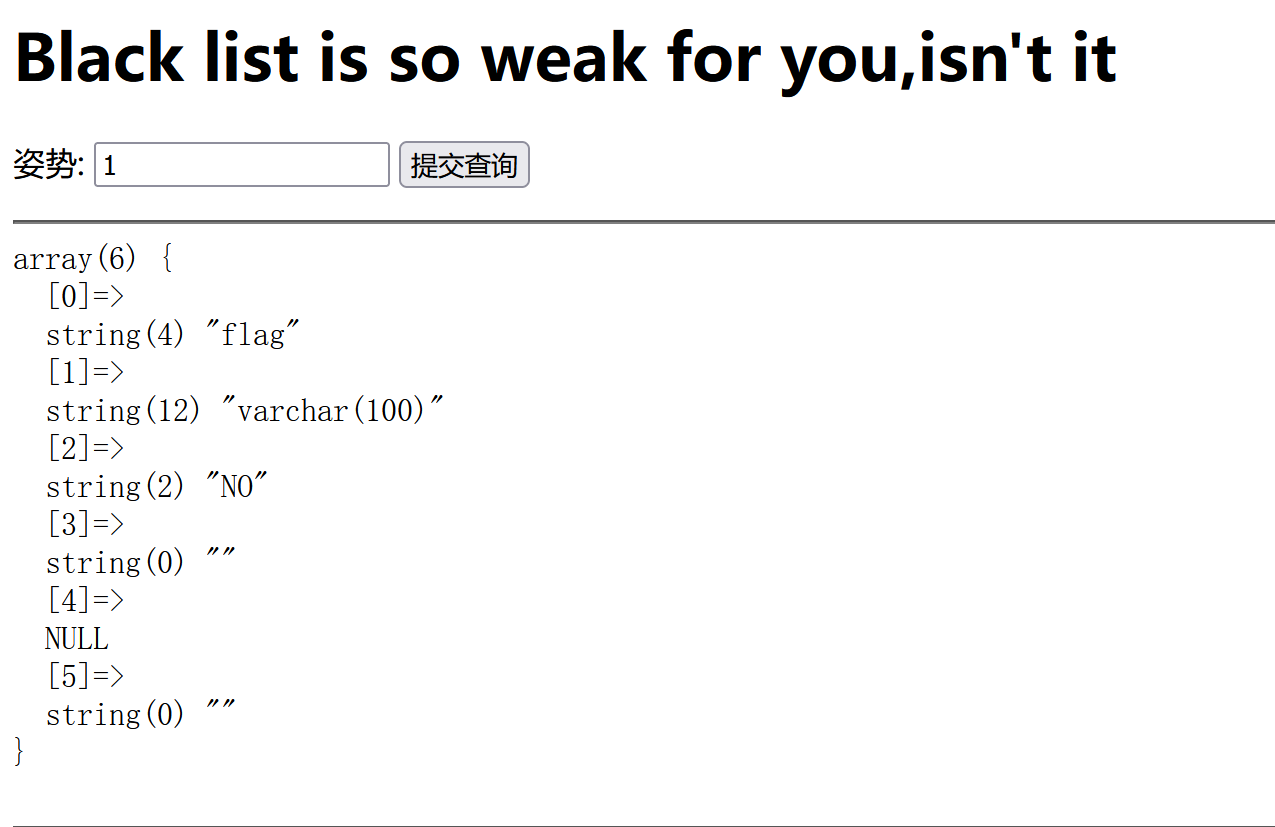 Black list is so weak for you,isn't it
姿势: 1 提交查询
array(6) {
  [0]=>
  string(4) "flag"
  [1]=>
  string(12) "varchar(100)"
  [2]=>
  string(2) "NO"
  [3]=>
  string(0) ""
  [4]=>
  NULL
  [5]=>
  string(0) ""
}